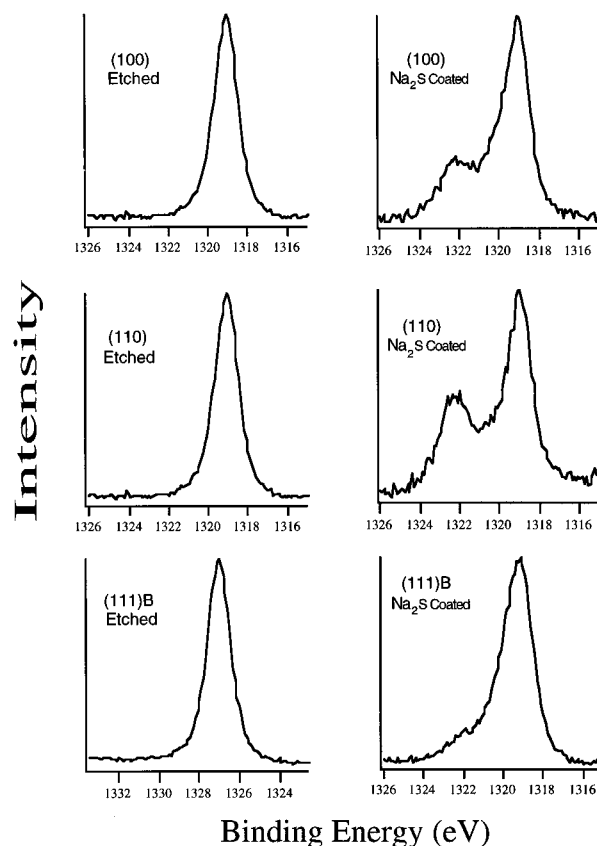 (100)
Etched
1326 1324 1322 1320 1318 1316
(100)
Na₂S Coated
1326 1324 1322 1320 1318 1316
(110)
Etched
1326 1324 1322 1320 1318 1316
(110)
Na₂S Coated
1326 1324 1322 1320 1318 1316
(111)B
Etched
1332 1330 1328 1326 1324
(111)B
Na₂S Coated
1326 1324 1322 1320 1318 1316
Intensity
Binding Energy (eV)